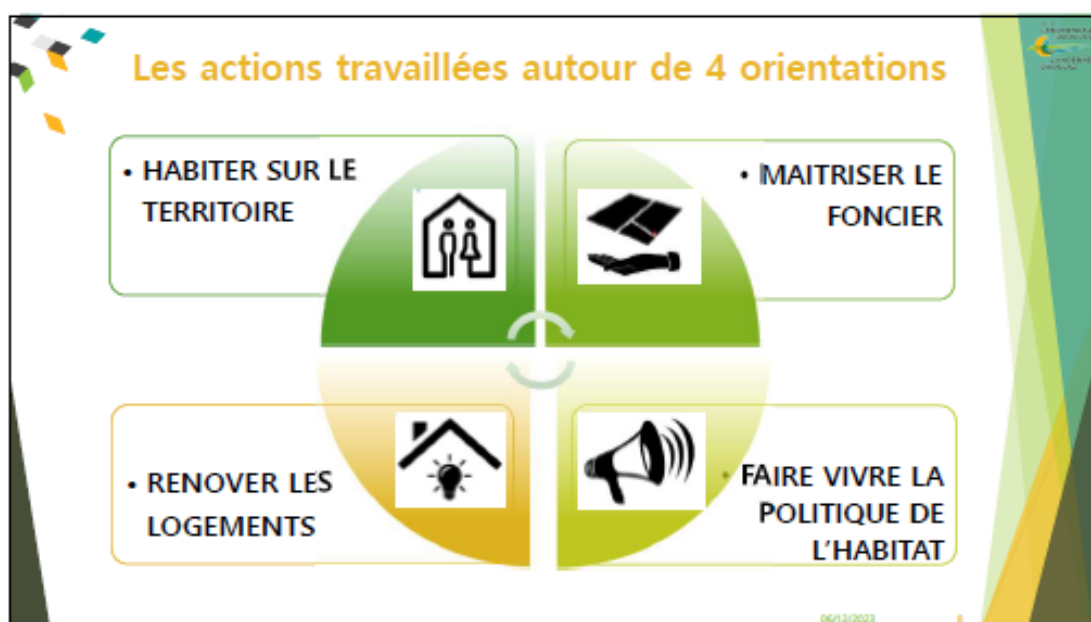 Les actions travaillées autour de 4 orientations
• HABITER SUR LE
TERRITOIRE
• MAITRISER LE
FONCIER
• RENOVER LES
LOGEMENTS
• FAIRE VIVRE LA
POLITIQUE DE
L'HABITAT
06/12/2023
8